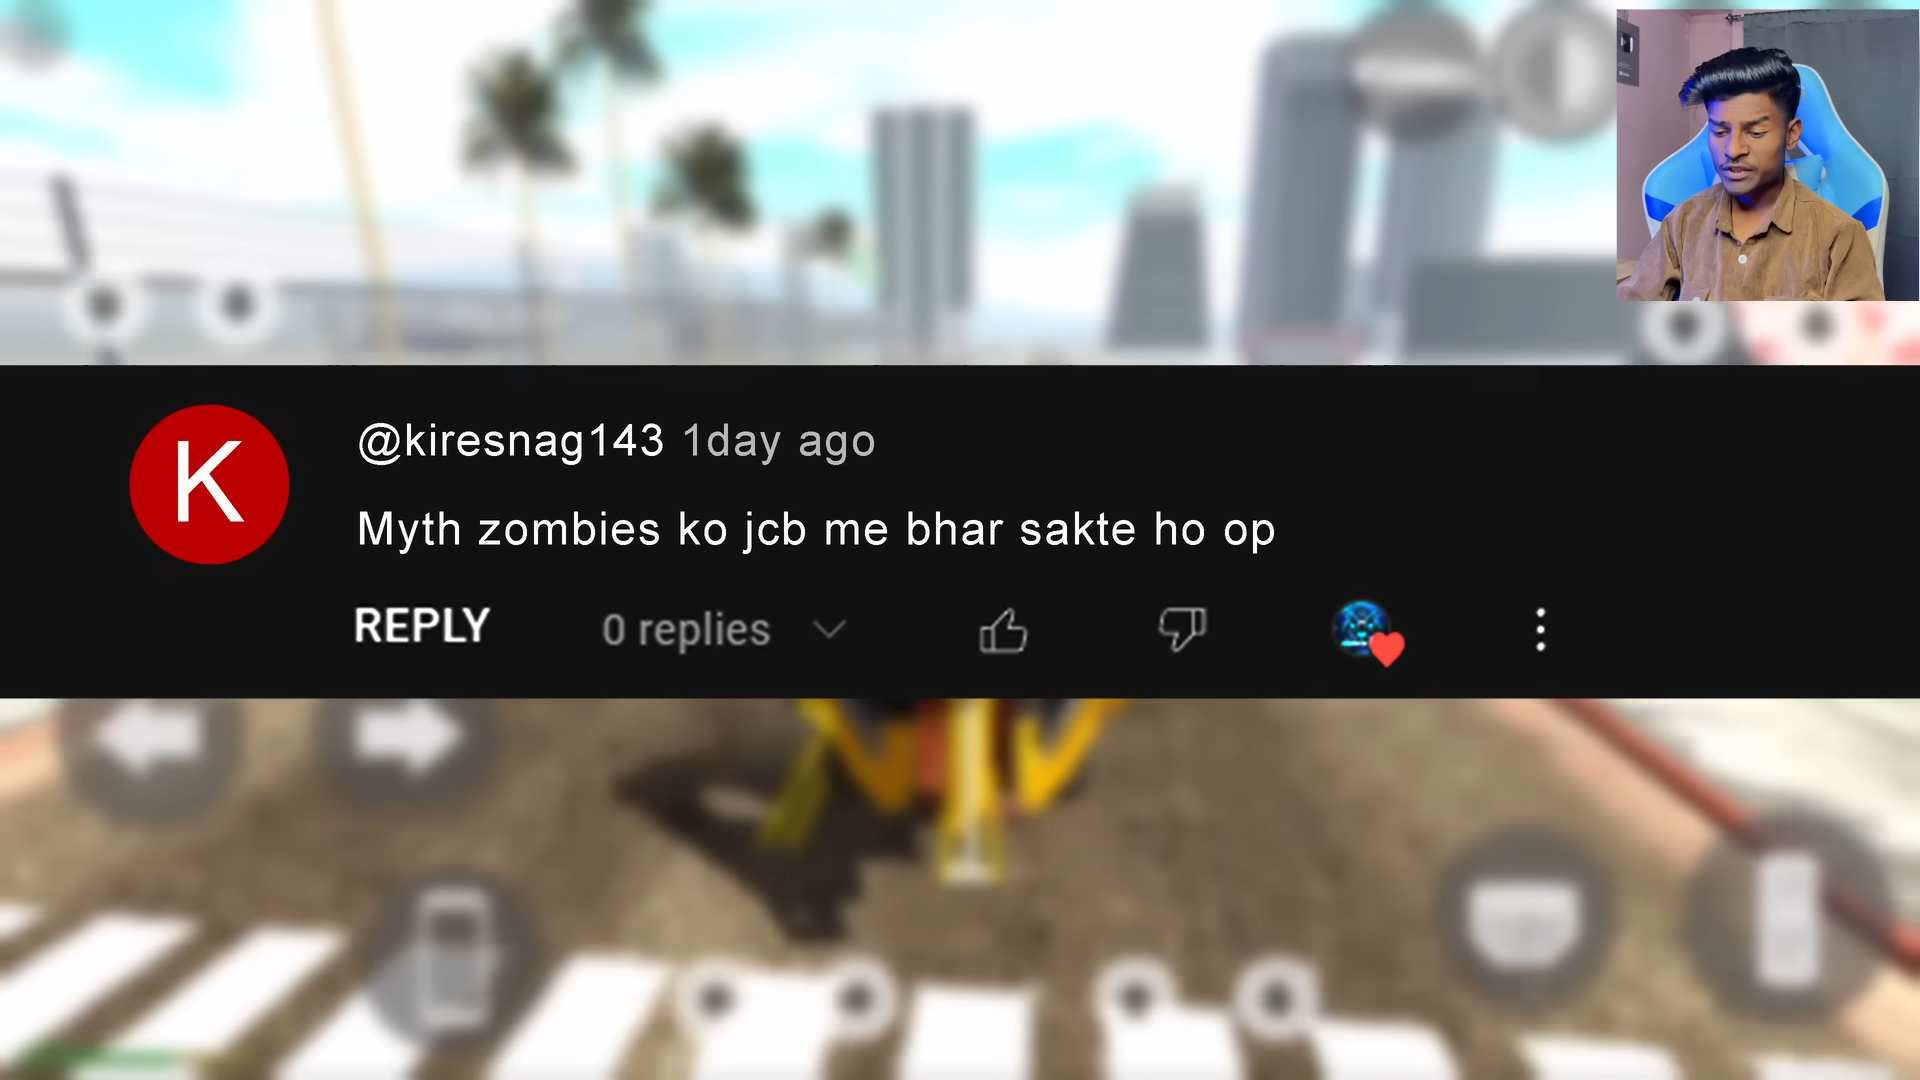 K
@kiresnag143 1day ago
Myth zombies ko jcb me bhar sakte ho op
REPLY 0 replies